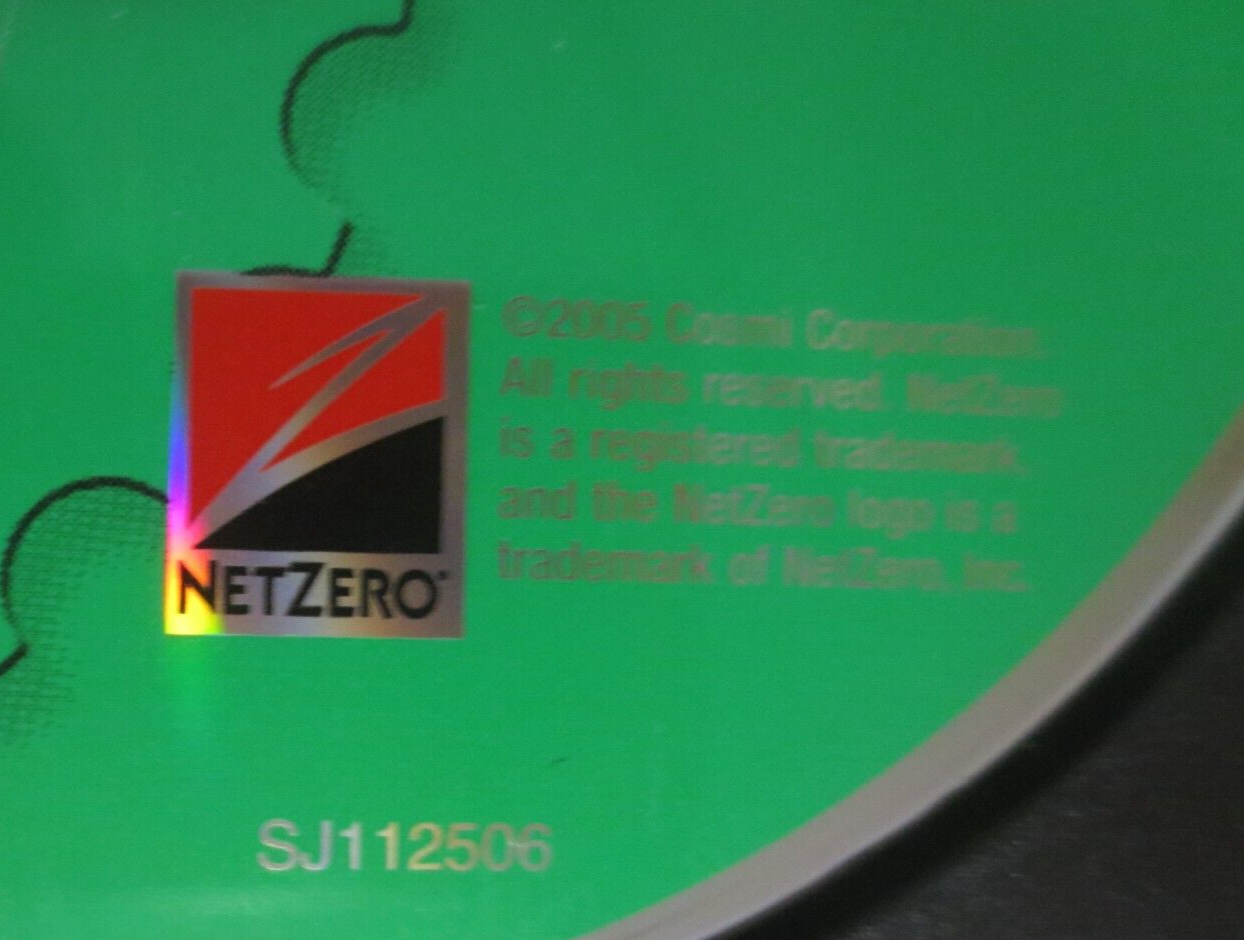 ©2005 Cosmi Corporation.
All rights reserved. NetZero
is a registered trademark,
and the NetZero logo is a
trademark of NetZero, Inc.
NETZERO
SJ112506